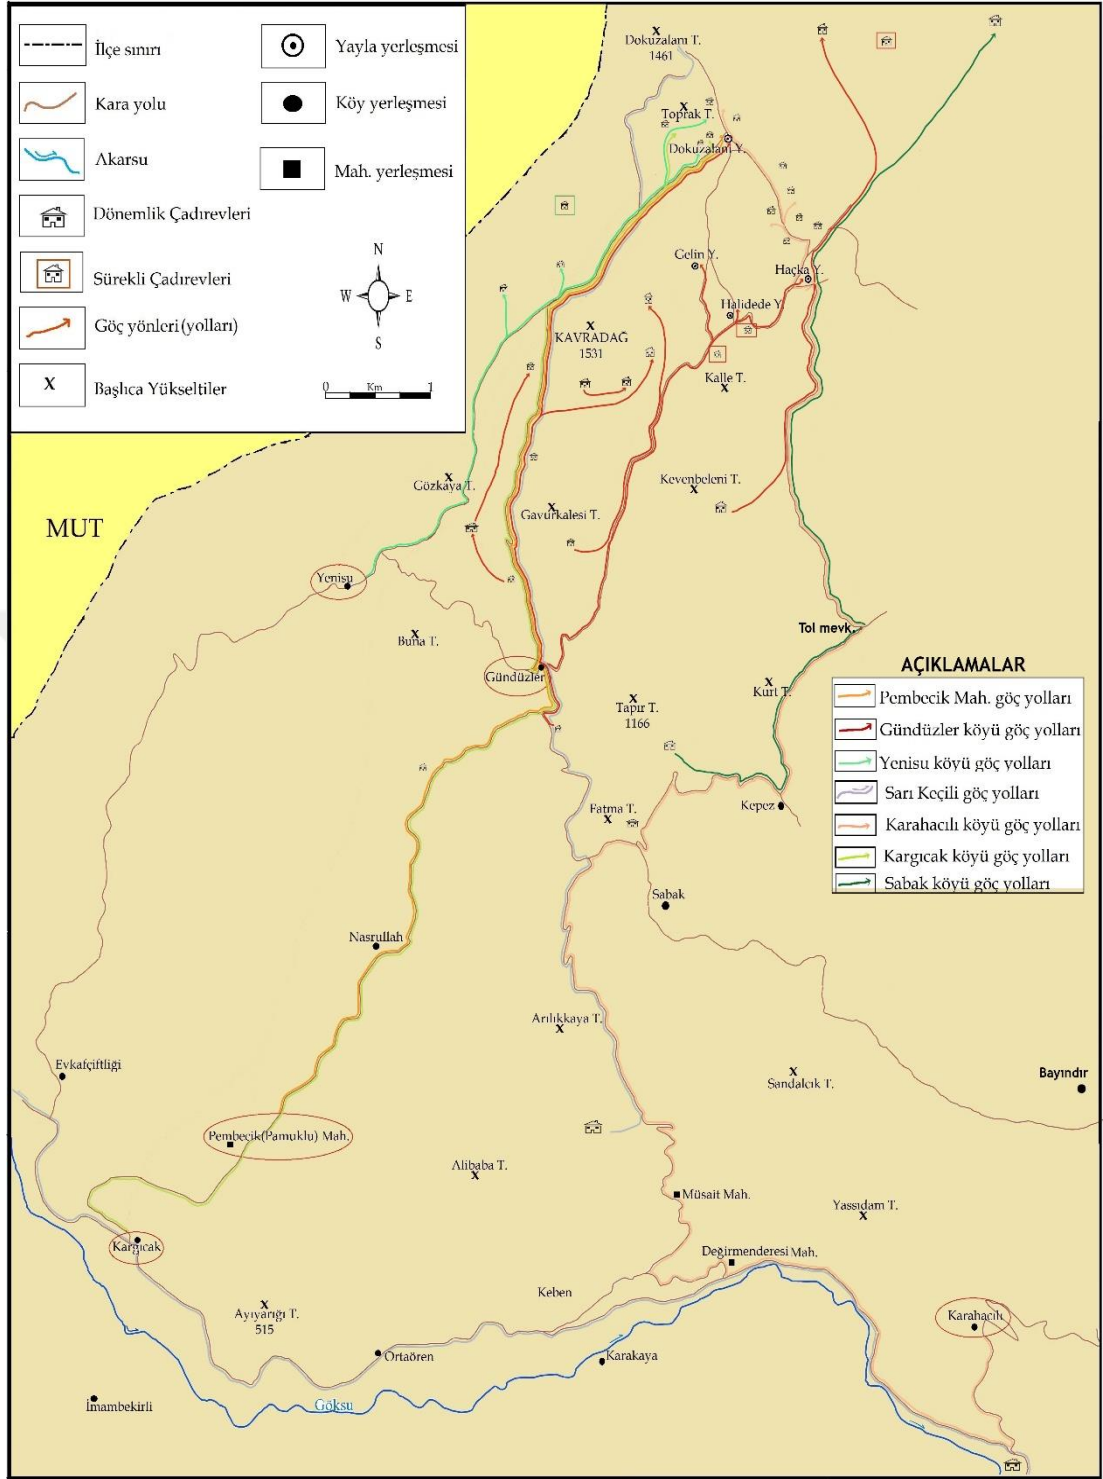 İlçe sınırı
Kara yolu
Akarsu
Dönemlik Çadırevleri
Sürekli Çadırevleri
Göç yönleri(yolları)
X
Başlıca Yükseltiler
Yayla yerleşmesi
Köy yerleşmesi
Mah. yerleşmesi
N
W E
S
0 Km 1
Dokuzalanı T.
1461
Toprak T.
Dokuzalanı Y.
Gelin Y.
Haçka Y.
Halidede Y.
KAVRADAĞ
1531
Kalle T.
Gözkaya T.
Kevenbeleni T.
Gavurkalesi T.
MUT
Yenisu
Buna T.
Tol mevk.
Gündüzler
Kurt T.
Tapır T.
1166
AÇIKLAMALAR
Pembecik Mah. göç yolları
Gündüzler köyü göç yolları
Yenisu köyü göç yolları
Sarı Keçili göç yolları
Karahacılı köyü göç yolları
Kargıcak köyü göç yolları
Sabak köyü göç yolları
Fatma T.
Kepez
Sabak
Nasrullah
Arılıkkaya T.
Evkafçiftliği
Sandalcık T.
Bayındır
Pembecik(Pamuklu) Mah.
Alibaba T.
Müsait Mah.
Yassıdam T.
Kargıcak
Değirmenderesi Mah.
Keben
Ayıyarığı T.
515
Karahacılı
Ortaören
Karakaya
İmambekirli
Göksu